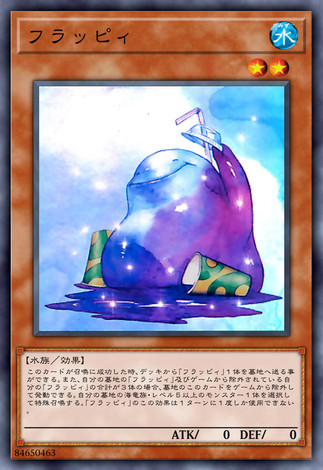 フラッピィ
水
【水族／効果】
このカードが召喚に成功した時、デッキから「フラッピィ」1体を墓地へ送る事
ができる。また、自分の墓地の「フラッピィ」及びゲームから除外されている自
分の「フラッピィ」の合計が3体の場合、墓地のこのカードをゲームから除外し
て発動できる。自分の墓地の海竜族・レベル5以上のモンスター1体を選択し
て特殊召喚する。「フラッピィ」のこの効果は1ターンに1度しか使用できない
.
ATK/ 0 DEF/ 0
84650463